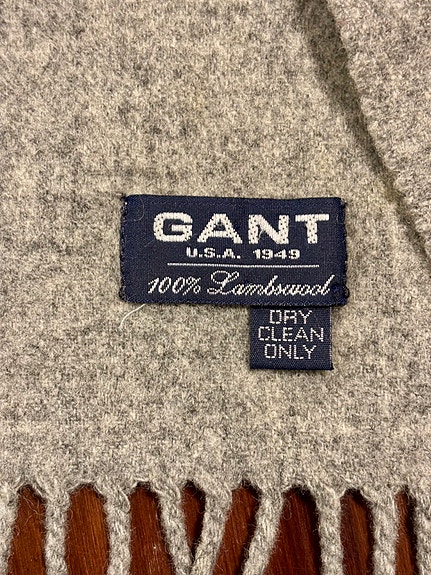 GANT
U.S.A. 1949
100% Lambswool
DRY
CLEAN
ONLY